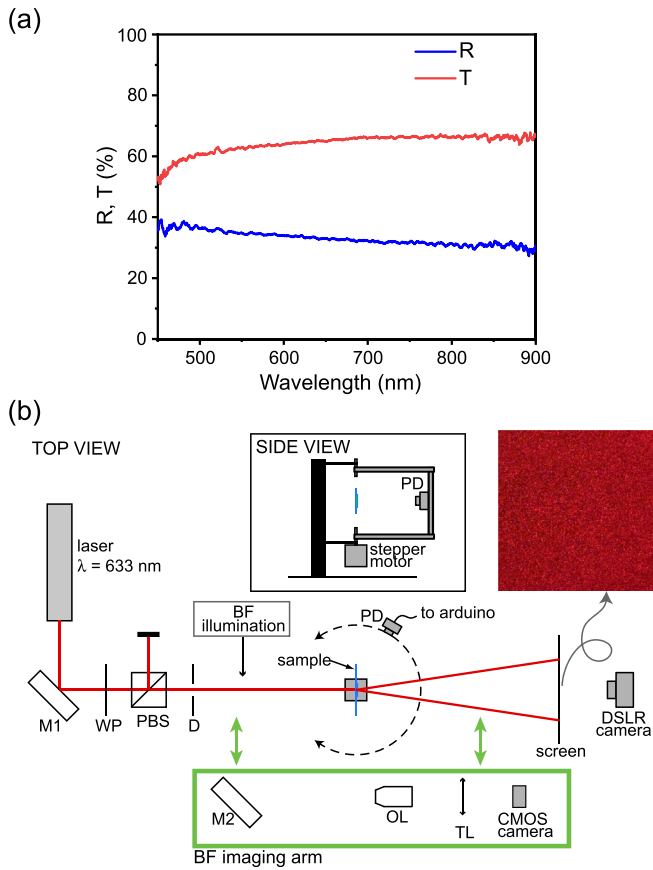 (a)
100
80
60
40
20
0
R, T (%)
R
T
500
600
700
800
900
Wavelength (nm)
(b)
TOP VIEW
SIDE VIEW
PD
stepper
motor
laser
λ = 633 nm
BF
illumination
PD
to arduino
sample
M1
WP
PBS
D
screen
DSLR
camera
M2
OL
TL
CMOS
camera
BF imaging arm